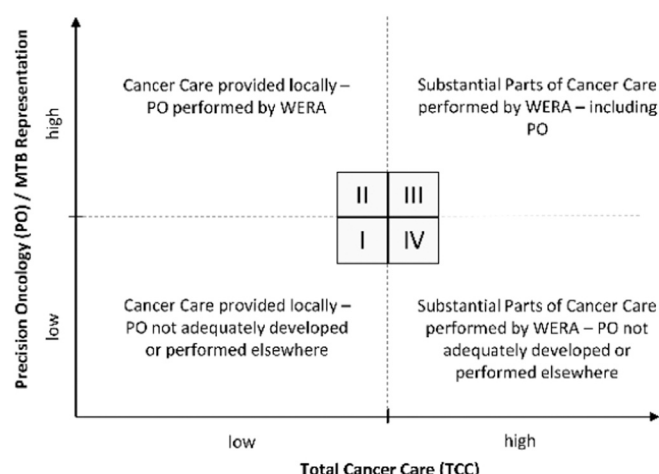 Precision Oncology (PO) / MTB Representation
high
low
Cancer Care provided locally –
PO performed by WERA
Substantial Parts of Cancer Care
performed by WERA – including
PO
II
III
I
IV
Cancer Care provided locally –
PO not adequately developed
or performed elsewhere
Substantial Parts of Cancer Care
performed by WERA – PO not
adequately developed or
performed elsewhere
low
high
Total Cancer Care (TCC)